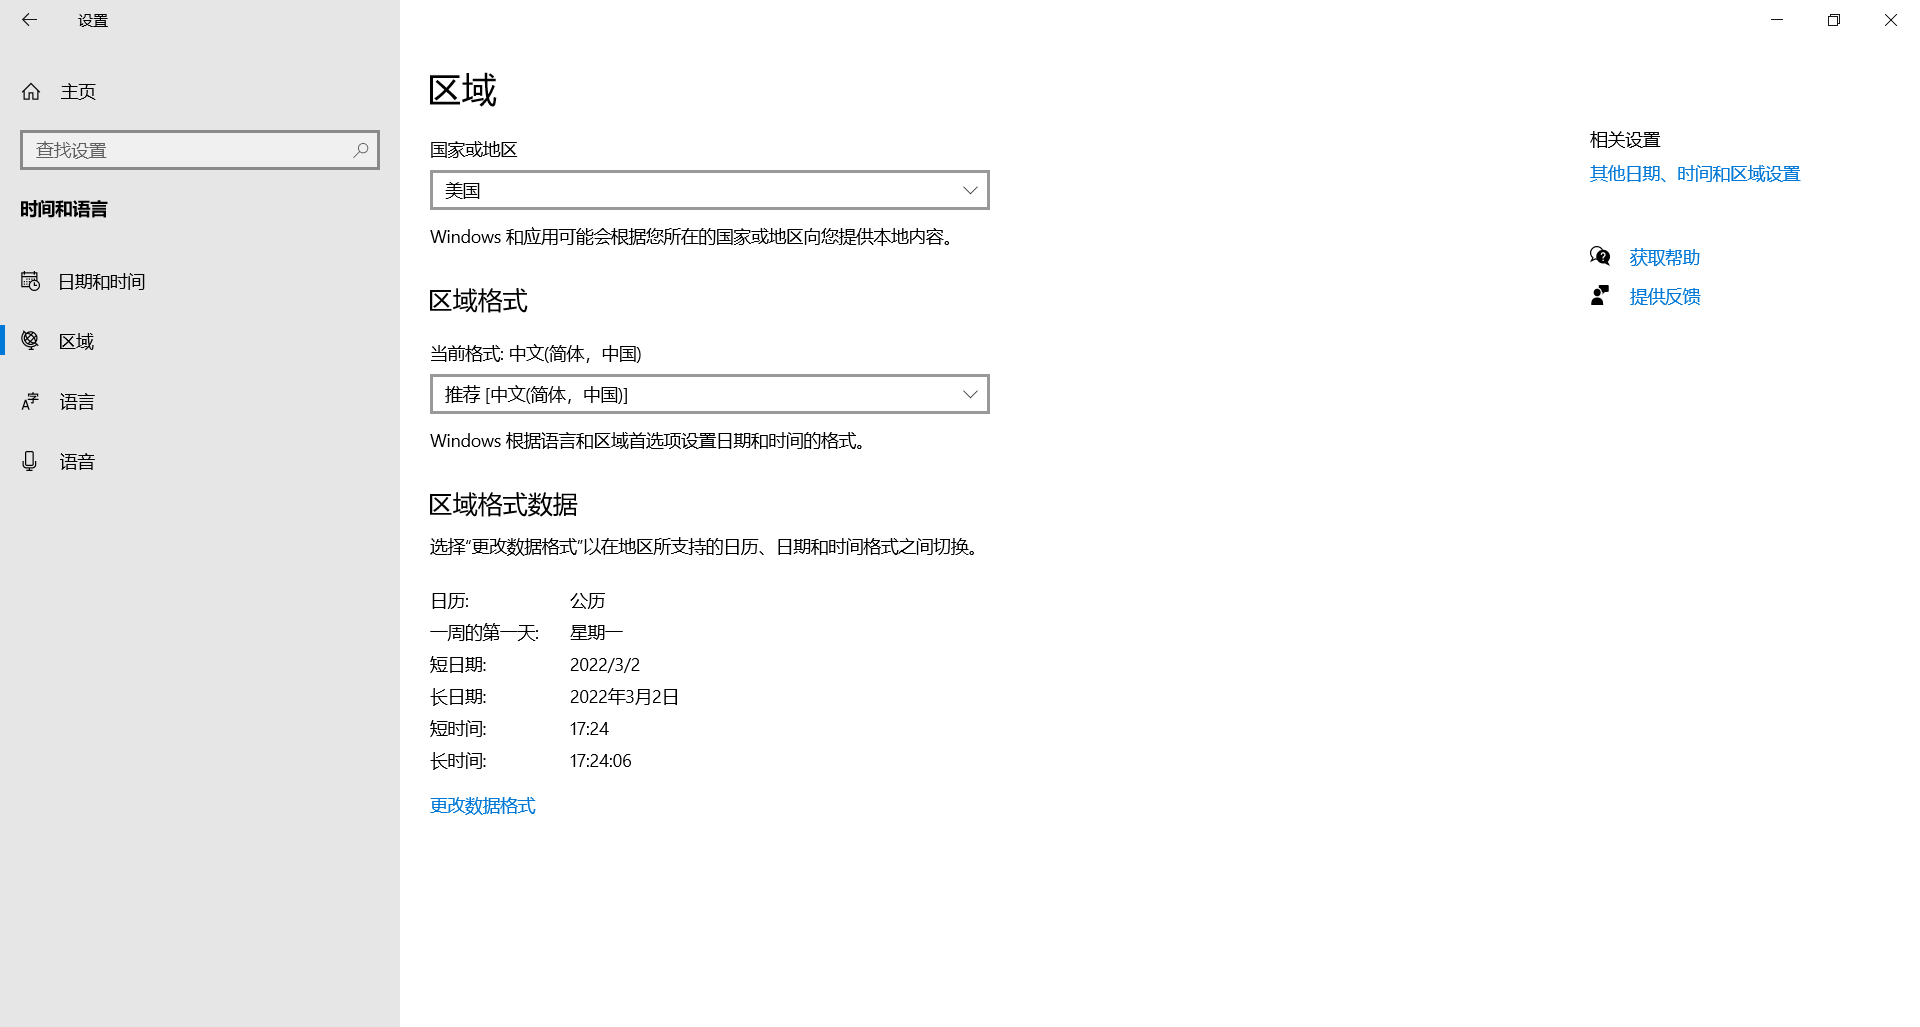 设置
主页
查找设置
时间和语言
日期和时间
区域
语言
语音
区域
国家或地区
美国
Windows 和应用可能会根据您所在的国家或地区向您提供本地内容。
区域格式
当前格式: 中文(简体，中国)
推荐 [中文(简体，中国)]
Windows 根据语言和区域首选项设置日期和时间的格式。
区域格式数据
选择“更改数据格式”以在地区所支持的日历、日期和时间格式之间切换。
日历: 公历
一周的第一天: 星期一
短日期: 2022/3/2
长日期: 2022年3月2日
短时间: 17:24
长时间: 17:24:06
更改数据格式
相关设置
其他日期、时间和区域设置
获取帮助
提供反馈